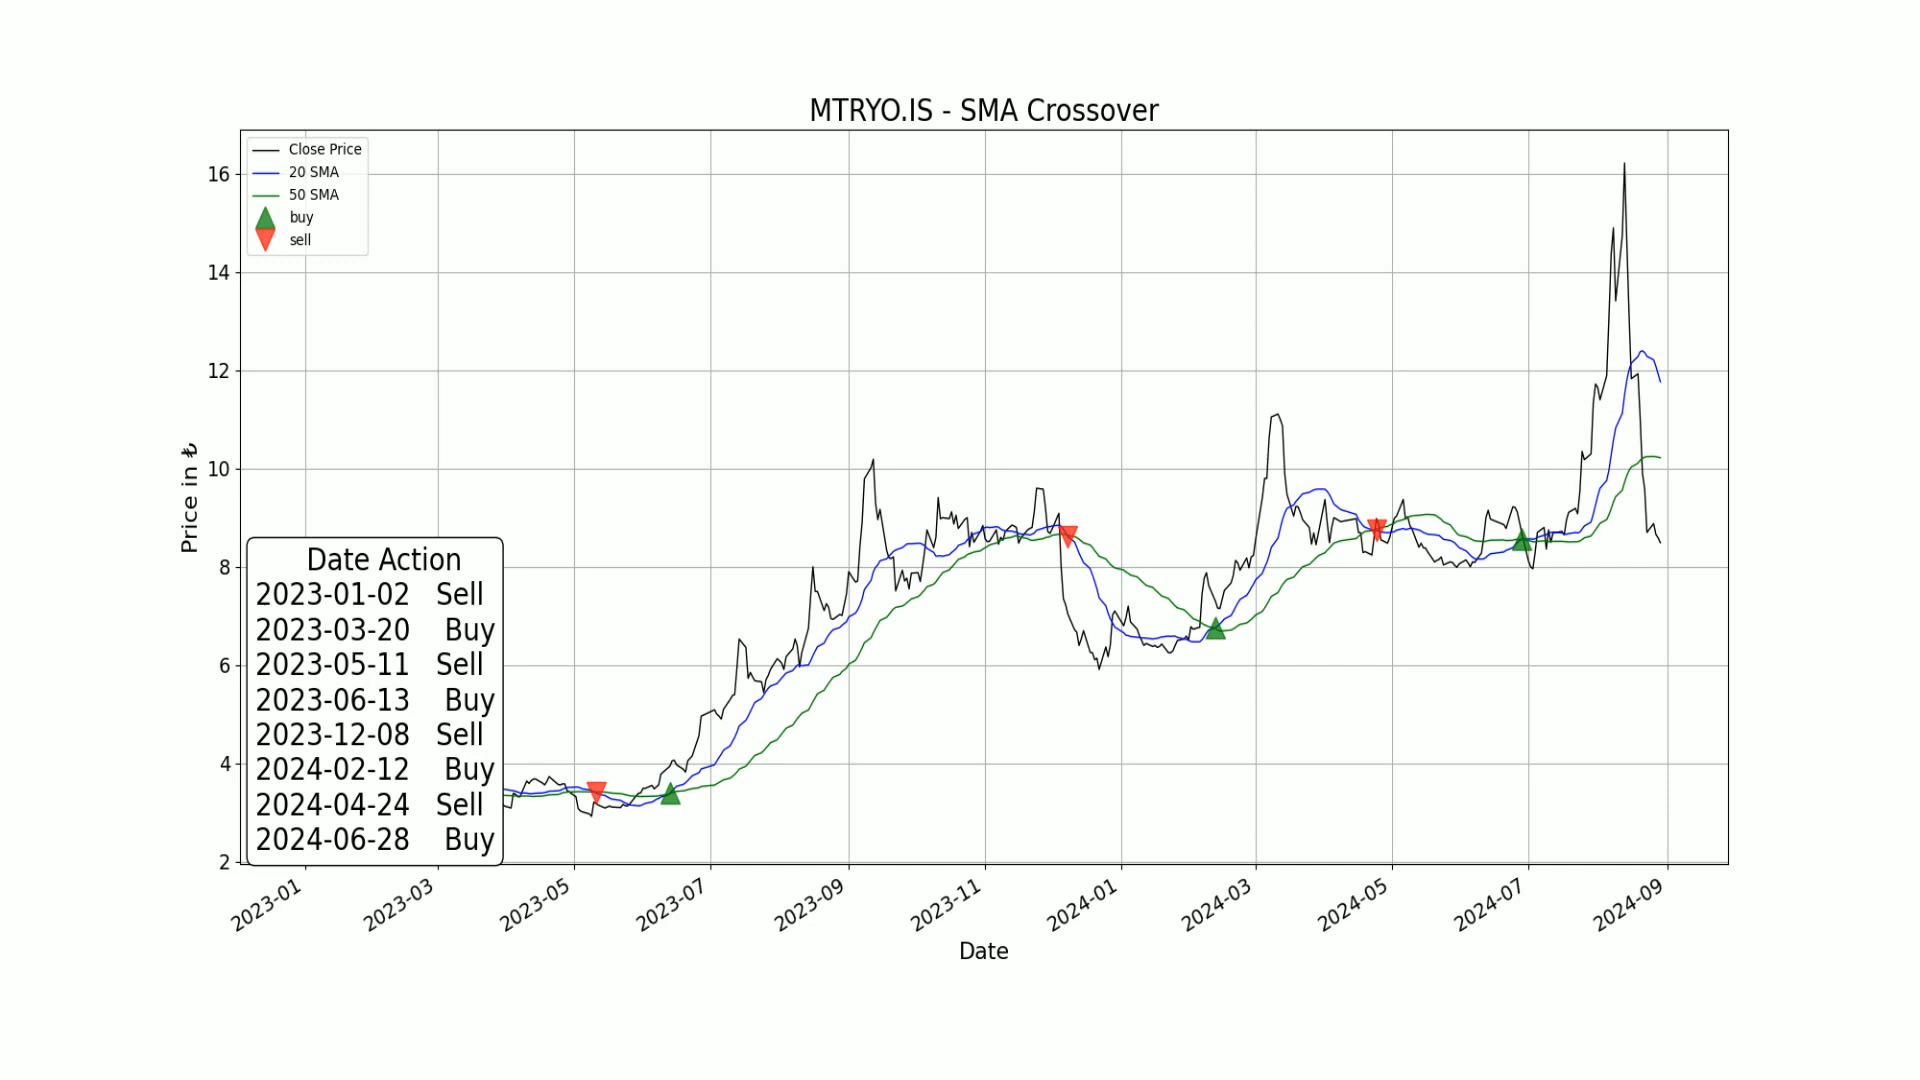 MTRYO.IS - SMA Crossover
Close Price
20 SMA
50 SMA
buy
sell
16
14
12
10
8
6
4
2
Price in ₺
Date Action
2023-01-02 Sell
2023-03-20 Buy
2023-05-11 Sell
2023-06-13 Buy
2023-12-08 Sell
2024-02-12 Buy
2024-04-24 Sell
2024-06-28 Buy
2023-01
2023-03
2023-05
2023-07
2023-09
2023-11
2024-01
2024-03
2024-05
2024-07
2024-09
Date